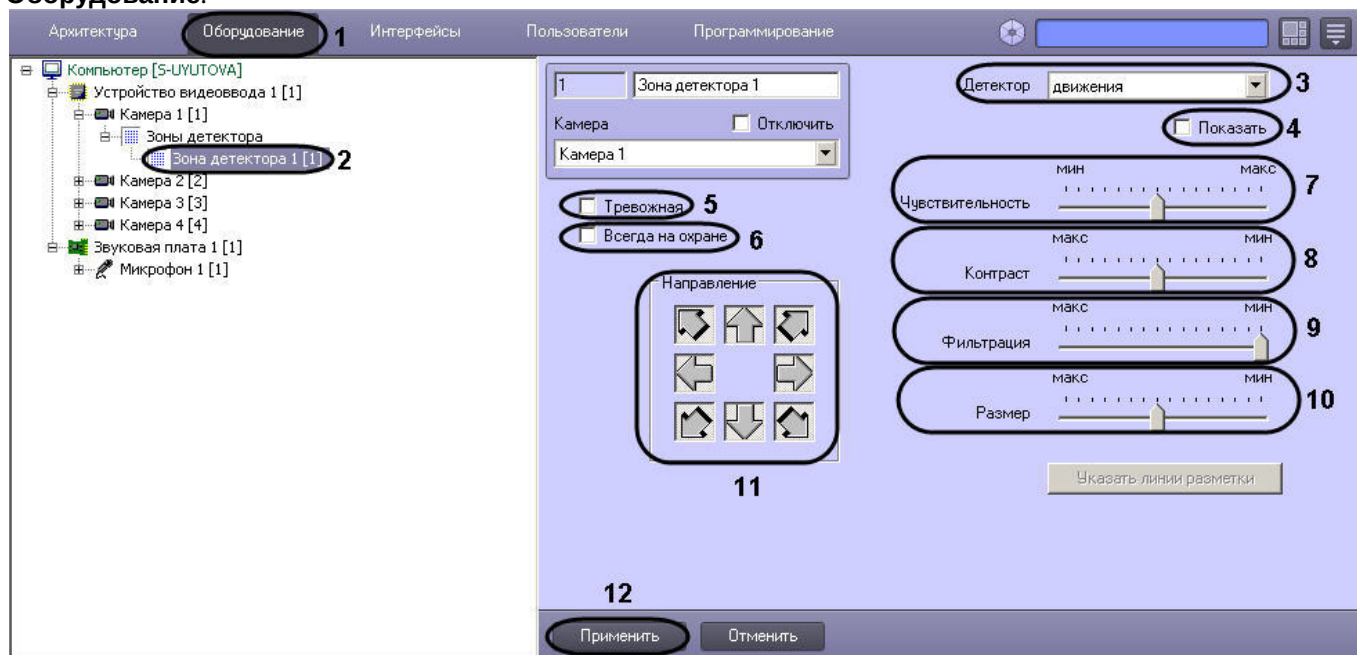 Оборудование.
Архитектура Оборудование 1 Интерфейсы Пользователи Программирование
Компьютер [S-UYUTOVA]
Устройство видеоввода 1 [1]
Камера 1 [1]
Зоны детектора
Зона детектора 1 [1] 2
Камера 2 [2]
Камера 3 [3]
Камера 4 [4]
Звуковая плата 1 [1]
Микрофон 1 [1]
1 Зона детектора 1
Камера Отключить
Камера 1
Тревожная 5
Всегда на охране 6
Направление
11
Детектор движения 3
Показать 4
мин макс
Чувствительность 7
макс мин
Контраст 8
макс мин
Фильтрация 9
макс мин
Размер 10
Указать линии разметки
12
Применить Отменить